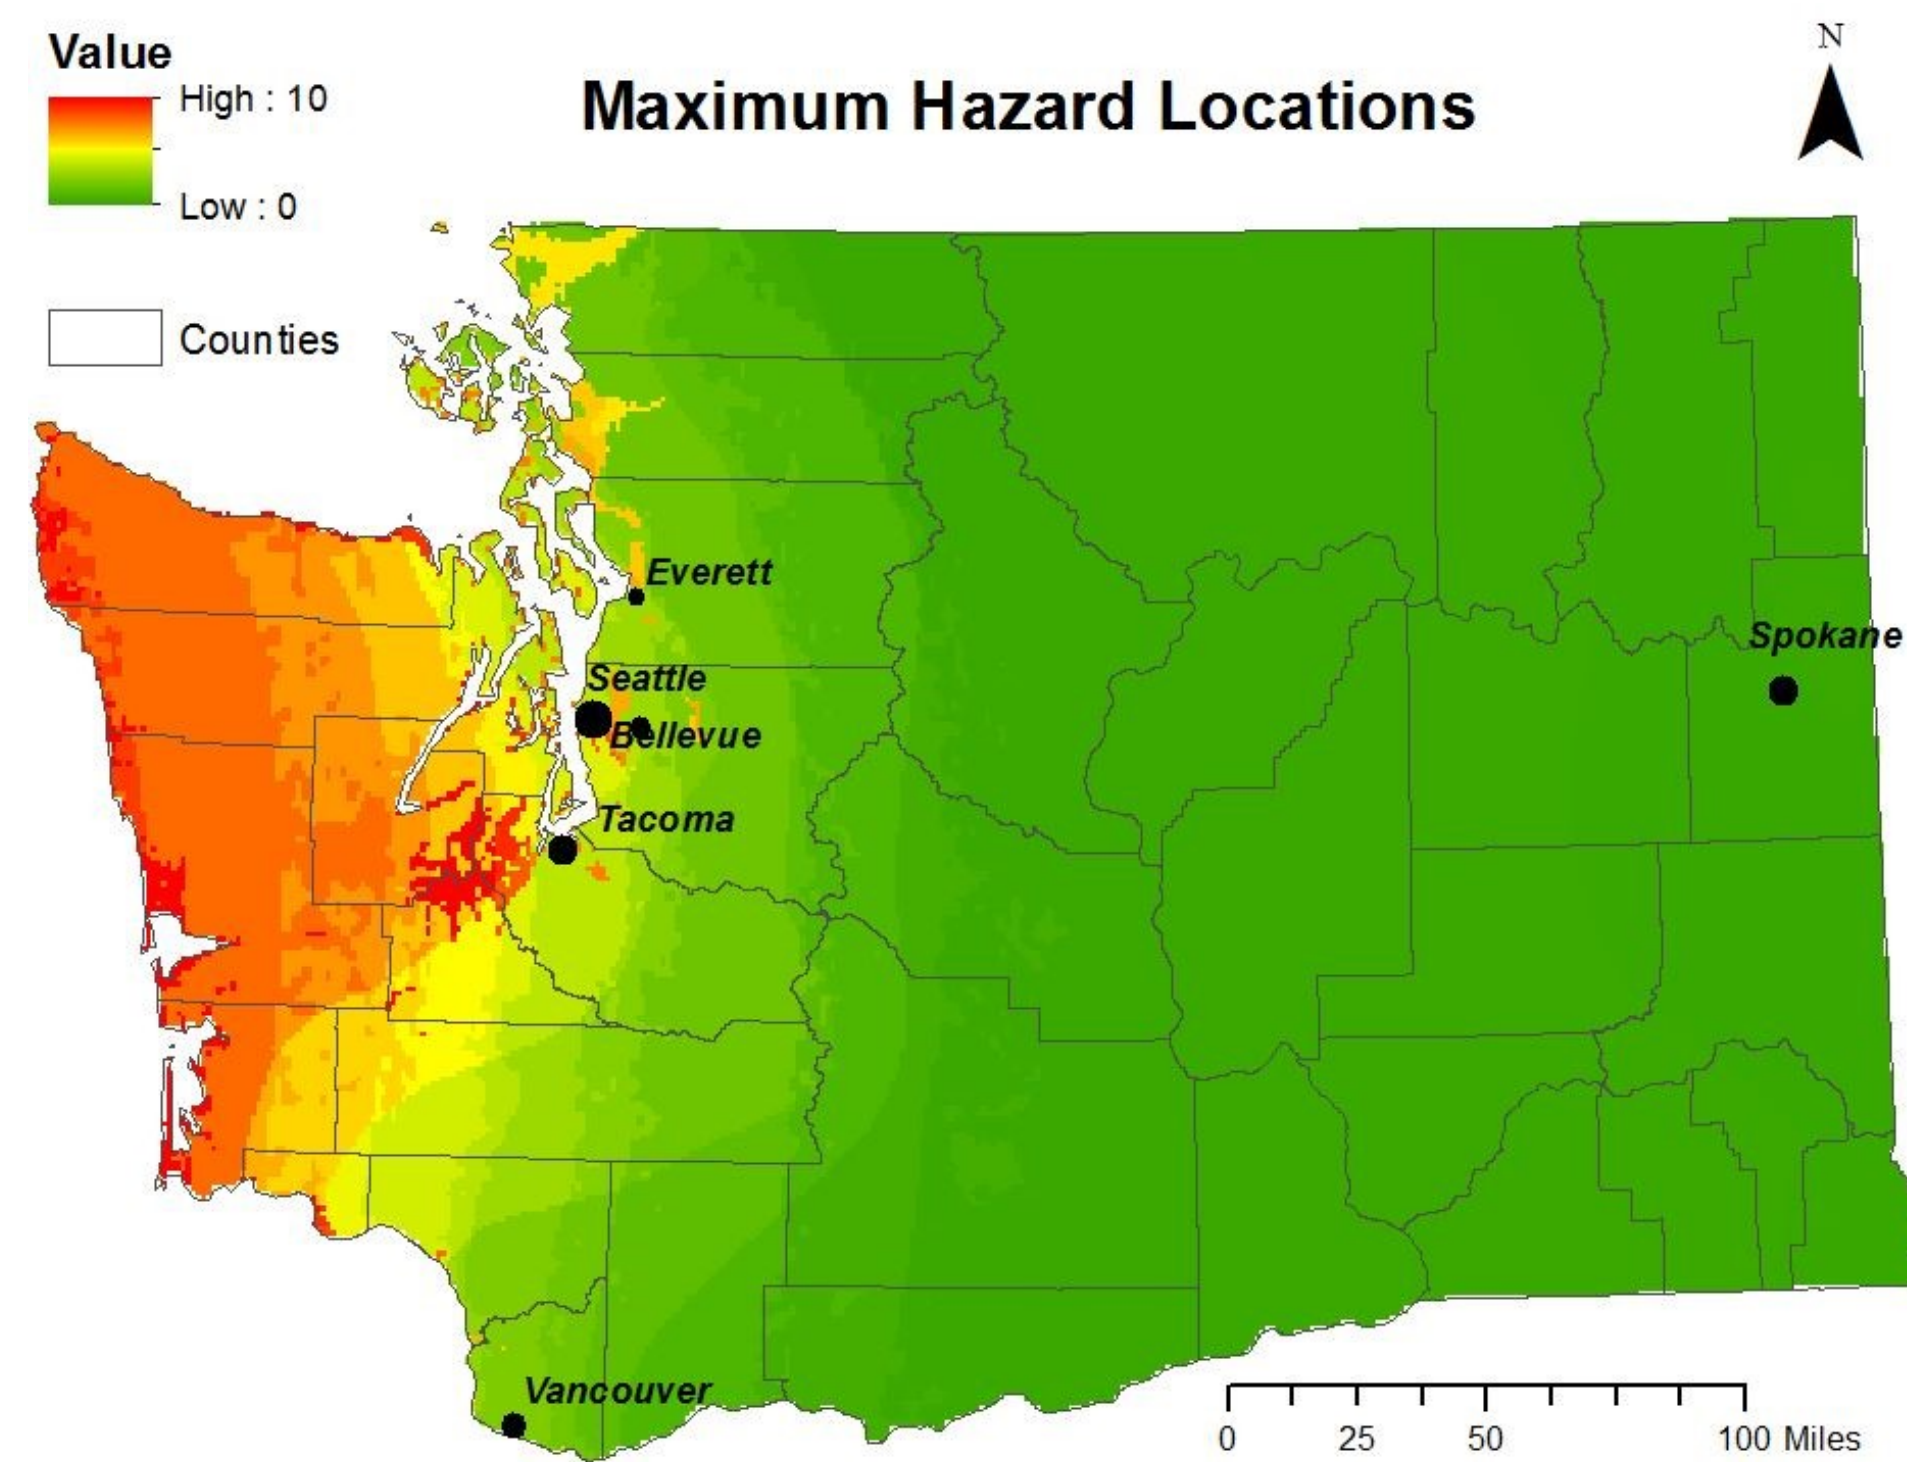 Value
High : 10
Low : 0
Counties
Maximum Hazard Locations
N
Everett
Seattle
Bellevue
Tacoma
Spokane
Vancouver
0 25 50 100 Miles